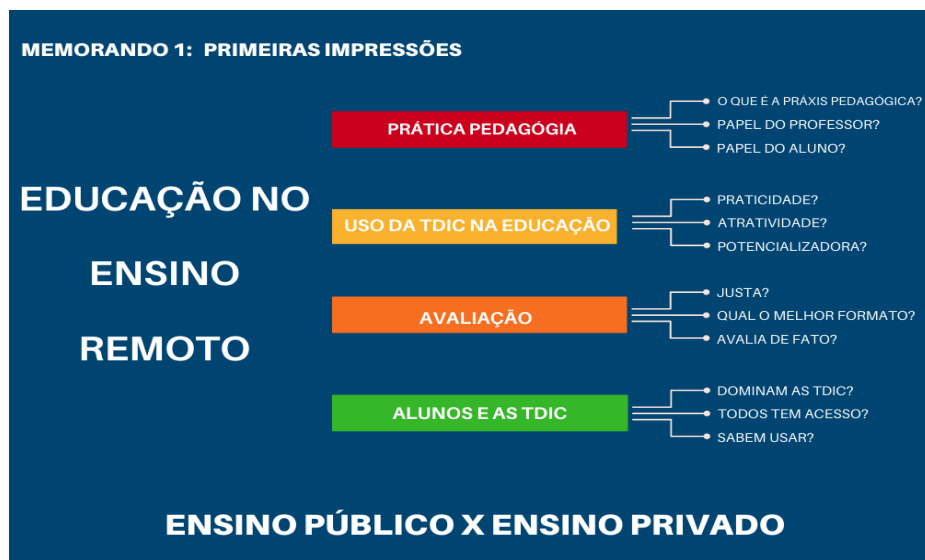 MEMORANDO 1: PRIMEIRAS IMPRESSÕES
EDUCAÇÃO NO
ENSINO
REMOTO
PRÁTICA PEDAGÓGIA
O QUE É A PRÁXIS PEDAGÓGICA?
PAPEL DO PROFESSOR?
PAPEL DO ALUNO?
USO DA TDIC NA EDUCAÇÃO
PRATICIDADE?
ATRATIVIDADE?
POTENCIALIZADORA?
AVALIAÇÃO
JUSTA?
QUAL O MELHOR FORMATO?
AVALIA DE FATO?
ALUNOS E AS TDIC
DOMINAM AS TDIC?
TODOS TEM ACESSO?
SABEM USAR?
ENSINO PÚBLICO X ENSINO PRIVADO